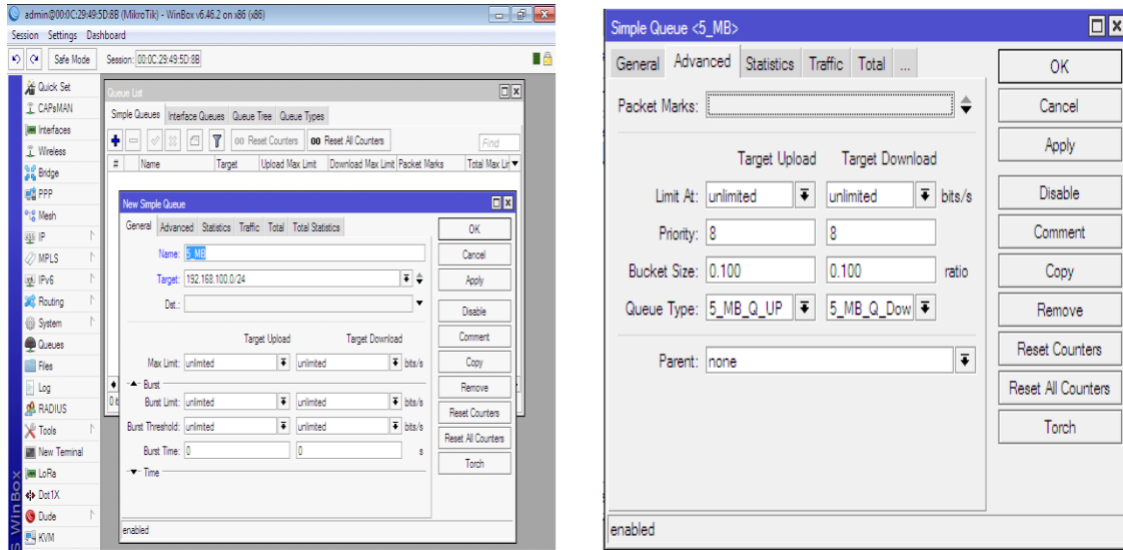 admin@00:0C:29:49:5D:8B (MikroTik) - WinBox v6.46.2 on x86 (x86)
Session Settings Dashboard
Safe Mode Session: 00:0C:29:49:5D:8B
Quick Set
CAPsMAN
Interfaces
Wireless
Bridge
PPP
Mesh
IP
MPLS
IPv6
Routing
System
Queues
Files
Log
RADIUS
Tools
New Terminal
LoRa
Dot1X
Dude
KVM
S WinBox
Queue List
Simple Queues Interface Queues Queue Tree Queue Types
00 Reset Counters 00 Reset All Counters Find
# Name Target Upload Max Limit Download Max Limit Packet Marks Total Max Lir
New Simple Queue
General Advanced Statistics Traffic Total Total Statistics
Name: 5_MB
Target: 192.168.100.0/24
Dst.:
Target Upload Target Download
Max Limit: unlimited unlimited bits/s
Burst
Burst Limit: unlimited unlimited bits/s
Burst Threshold: unlimited unlimited bits/s
Burst Time: 0 0 s
Time
enabled
OK
Cancel
Apply
Disable
Comment
Copy
Remove
Reset Counters
Reset All Counters
Torch
Simple Queue <5_MB>
General Advanced Statistics Traffic Total ...
Packet Marks:
Target Upload Target Download
Limit At: unlimited unlimited bits/s
Priority: 8 8
Bucket Size: 0.100 0.100 ratio
Queue Type: 5_MB_Q_UP 5_MB_Q_Dow
Parent: none
enabled
OK
Cancel
Apply
Disable
Comment
Copy
Remove
Reset Counters
Reset All Counters
Torch